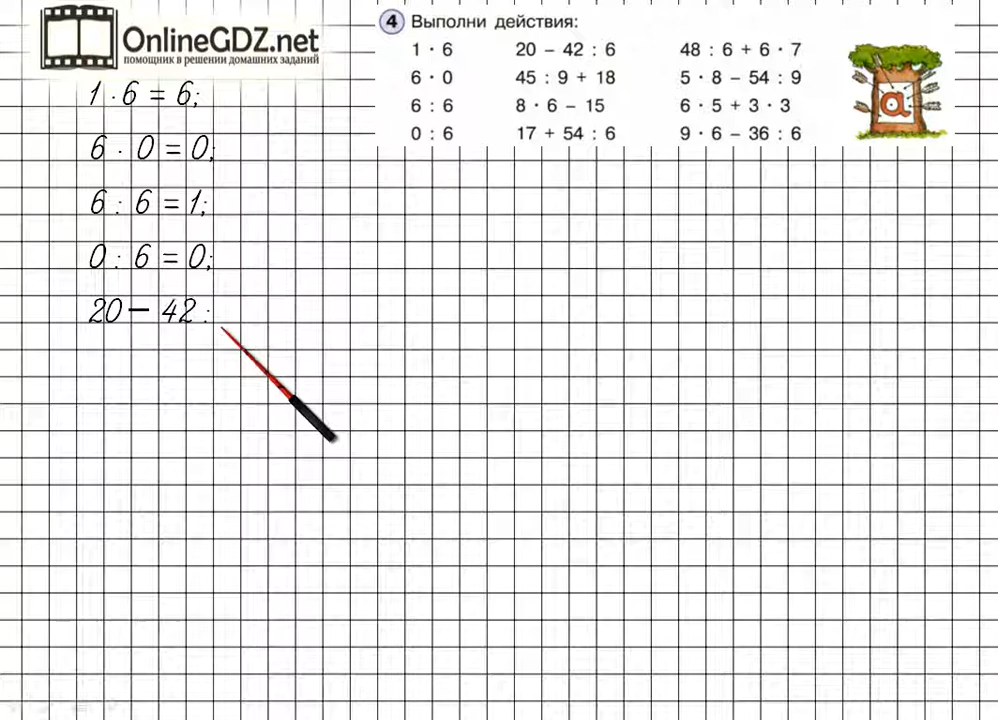 OnlineGDZ.net
помощник в решении домашних заданий
4 Выполни действия:
1 · 6 20 – 42 : 6 48 : 6 + 6 · 7
6 · 0 45 : 9 + 18 5 · 8 – 54 : 9
6 : 6 8 · 6 – 15 6 · 5 + 3 · 3
0 : 6 17 + 54 : 6 9 · 6 – 36 : 6
а
1 · 6 = 6;
6 · 0 = 0;
6 : 6 = 1;
0 : 6 = 0;
20 – 42 :